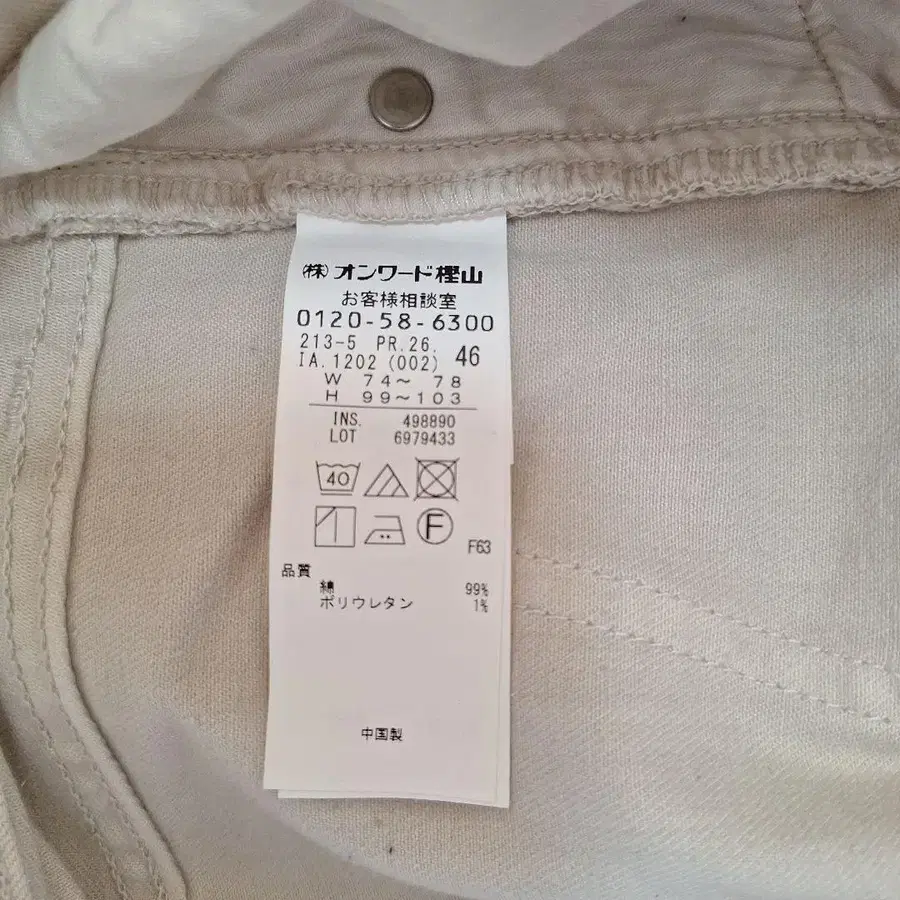 (株)オンワード樫山
お客様相談室
0120-58-6300
213-5 PR.26.
IA.1202 (002) 46
W 74〜 78
H 99〜103
INS. 498890
LOT 6979433
40
F
F63
品質
綿 99%
ポリウレタン 1%
中国製